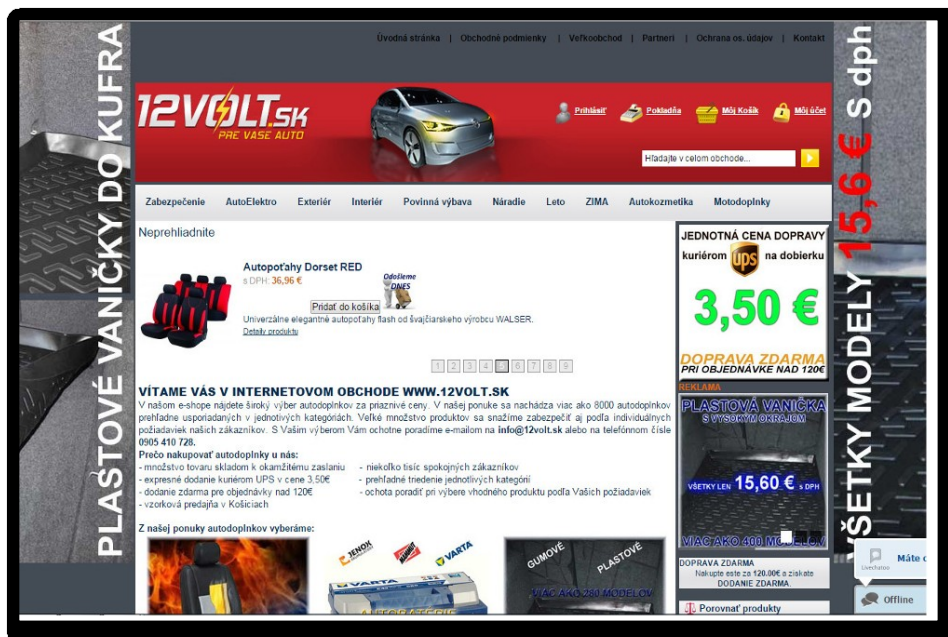 Úvodná stránka | Obchodné podmienky | Veľkoobchod | Partneri | Ochrana os. údajov | Kontakt
12VOLT.SK
PRE VASE AUTO
Prihlásiť
Pokladňa
Môj Košík
Môj účet
Hľadajte v celom obchode...
Zabezpečenie AutoElektro Exteriér Interiér Povinná výbava Náradie Leto ZIMA Autokozmetika Motodoplnky
PLASTOVÉ VANIČKY DO KUFRA
Neprehliadnite
Autopoťahy Dorset RED
s DPH: 36,96 €
Odošleme
DNES
Pridať do košíka
Univerzálne elegantné autopoťahy flash od švajčiarskeho výrobcu WALSER.
Detaily produktu
1 2 3 4 5 6 7 8 9
VÍTAME VÁS V INTERNETOVOM OBCHODE WWW.12VOLT.SK
V našom e-shope nájdete široký výber autodoplnkov za priaznivé ceny. V našej ponuke sa nachádza viac ako 8000 autodoplnkov
prehľadne usporiadaných v jednotivých kategóriách. Veľké množstvo produktov sa snažíme zabezpečiť aj podľa individuálnych
požiadaviek našich zákazníkov. S Vašim výberom Vám ochotne poradíme e-mailom na info@12volt.sk alebo na telefónnom čísle
0905 410 728.
Prečo nakupovať autodoplnky u nás:
- množstvo tovaru skladom k okamžitému zaslaniu
- expresné dodanie kuriérom UPS v cene 3,50€
- dodanie zdarma pre objednávky nad 120€
- vzorková predajňa v Košiciach
- niekoľko tisíc spokojných zákazníkov
- prehľadné triedenie jednotlivých kategórií
- ochota poradiť pri výbere vhodného produktu podľa Vašich požiadaviek
Z našej ponuky autodoplnkov vyberáme:
JENOX
VARTA
VARTA
GUMOVÉ
PLASTOVÉ
VIAC AKO 280 MODELOV
JEDNOTNÁ CENA DOPRAVY
kuriérom ups na dobierku
3,50 €
DOPRAVA ZDARMA
PRI OBJEDNÁVKE NAD 120€
REKLAMA
PLASTOVÁ VANIČKA
S VYSOKÝM OKRAJOM
VŠETKY LEN 15,60 € S DPH
VIAC AKO 400 MODELOV
DOPRAVA ZDARMA
Nakupte ešte za 120.00€ a získate
DODANIE ZDARMA.
Porovnať produkty
VŠETKY MODELY 15,6 € S dph
Máte
Offline